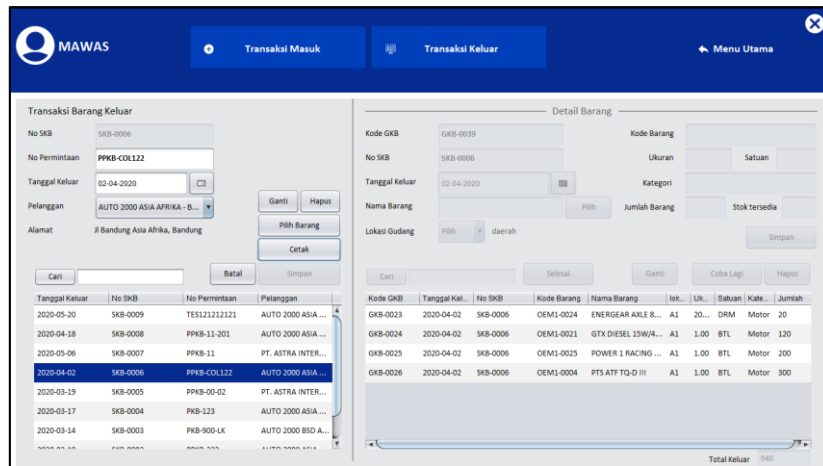 MAWAS
Transaksi Masuk
Transaksi Keluar
Menu Utama
Transaksi Barang Keluar
No SKB SKB-0006
No Permintaan PPKB-COL122
Tanggal Keluar 02-04-2020
Pelanggan AUTO 2000 ASIA AFRIKA - B...
Alamat Jl Bandung Asia Afrika, Bandung
Ganti Hapus
Pilih Barang
Cetak
Cari Batal Simpan
Tanggal Keluar No SKB No Permintaan Pelanggan
2020-05-20 SKB-0009 TES121212121 AUTO 2000 ASIA ...
2020-04-18 SKB-0008 PPKB-11-201 AUTO 2000 ASIA ...
2020-05-06 SKB-0007 PPKB-11 PT. ASTRA INTER...
2020-04-02 SKB-0006 PPKB-COL122 AUTO 2000 ASIA ...
2020-03-19 SKB-0005 PPKB-00-02 PT. ASTRA INTER...
2020-03-17 SKB-0004 PKB-123 AUTO 2000 ASIA ...
2020-03-14 SKB-0003 PKB-900-LK AUTO 2000 BSD A...
Detail Barang
Kode GKB GKB-0039 Kode Barang
No SKB SKB-0006 Ukuran Satuan
Tanggal Keluar 02-04-2020 Kategori
Nama Barang Pilih Jumlah Barang Stok tersedia
Lokasi Gudang Pilih daerah
Simpan
Cari Selesai Ganti Coba Lagi Hapus
Kode GKB Tanggal Kel... No SKB Kode Barang Nama Barang lok... Uk... Satuan Kate... Jumlah
GKB-0023 2020-04-02 SKB-0006 OEM1-0024 ENERGEAR AXLE 8... A1 20... DRM Motor 20
GKB-0024 2020-04-02 SKB-0006 OEM1-0021 GTX DIESEL 15W/4... A1 1.00 BTL Motor 120
GKB-0025 2020-04-02 SKB-0006 OEM1-0025 POWER 1 RACING ... A1 1.00 BTL Motor 200
GKB-0026 2020-04-02 SKB-0006 OEM1-0004 PTS ATF TQ-D III A1 1.00 BTL Motor 300
Total Keluar 640